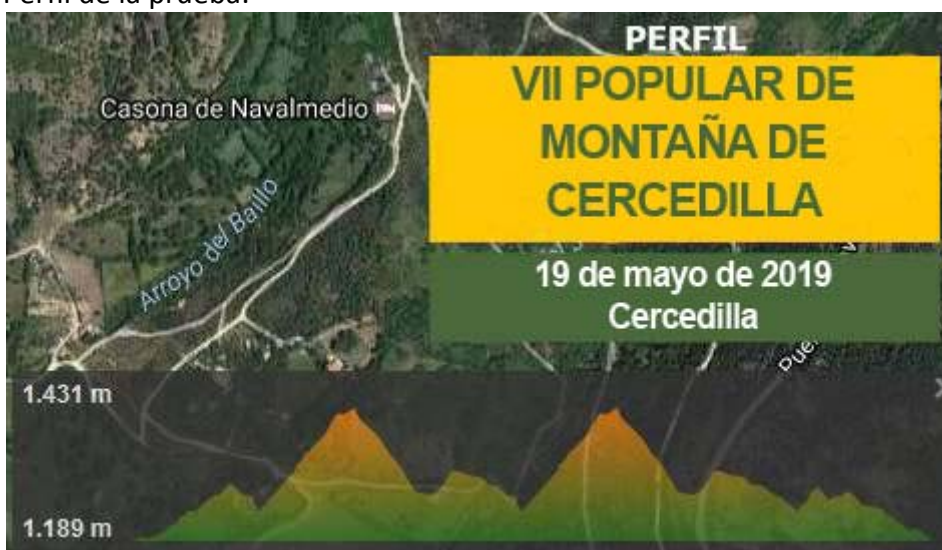 Perfil de la prueba:
PERFIL
VII POPULAR DE
MONTAÑA DE
CERCEDILLA
19 de mayo de 2019
Cercedilla
Casona de Navalmedio
Arroyo del Baillo
1.431 m
1.189 m